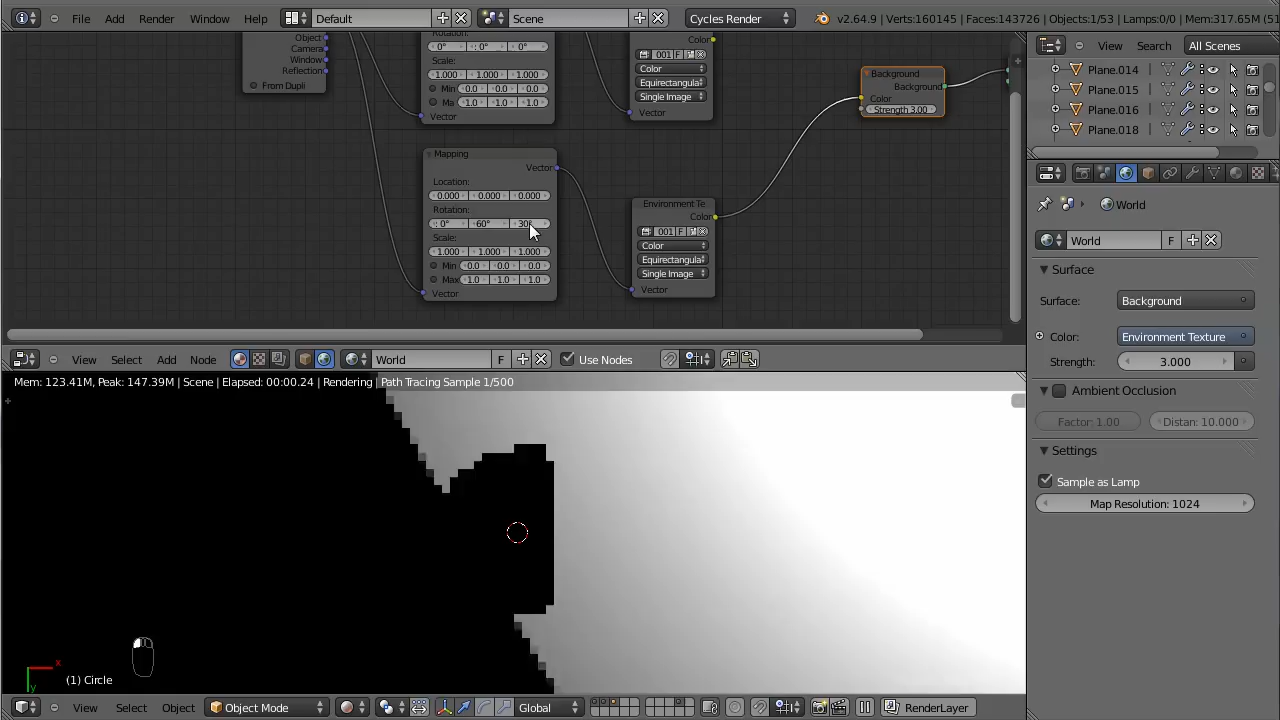 File Add Render Window Help Default Scene Cycles Render v2.64.9 | Verts:160145 | Faces:143726 | Objects:1/53 | Lamps:0/0 | Mem:317.65M (51
Object
Camera
Window
Reflection
From Dupli
Rotation:
0° 0° 0°
Scale:
1.000 1.000 1.000
Min 0.0 0.0 0.0
Ma 1.0 1.0 1.0
Vector
Color
001 F
Color
Equirectangula
Single Image
Vector
Background
Background
Color
Strength 3.00
Mapping
Vector
Location:
0.000 0.000 0.000
Rotation:
0° 60° 30°
Scale:
1.000 1.000 1.000
Min 0.0 0.0 0.0
Max 1.0 1.0 1.0
Vector
Environment Te
Color
001 F
Color
Equirectangula
Single Image
Vector
View Search All Scenes
Plane.014
Plane.015
Plane.016
Plane.018
World
World F
Surface
Surface: Background
Color: Environment Texture
Strength: 3.000
Ambient Occlusion
Factor: 1.00 Distan: 10.000
Settings
Sample as Lamp
Map Resolution: 1024
View Select Add Node World F Use Nodes
Mem: 123.41M, Peak: 147.39M | Scene | Elapsed: 00:00.24 | Rendering | Path Tracing Sample 1/500
x
y
(1) Circle
View Select Object Object Mode Global RenderLayer